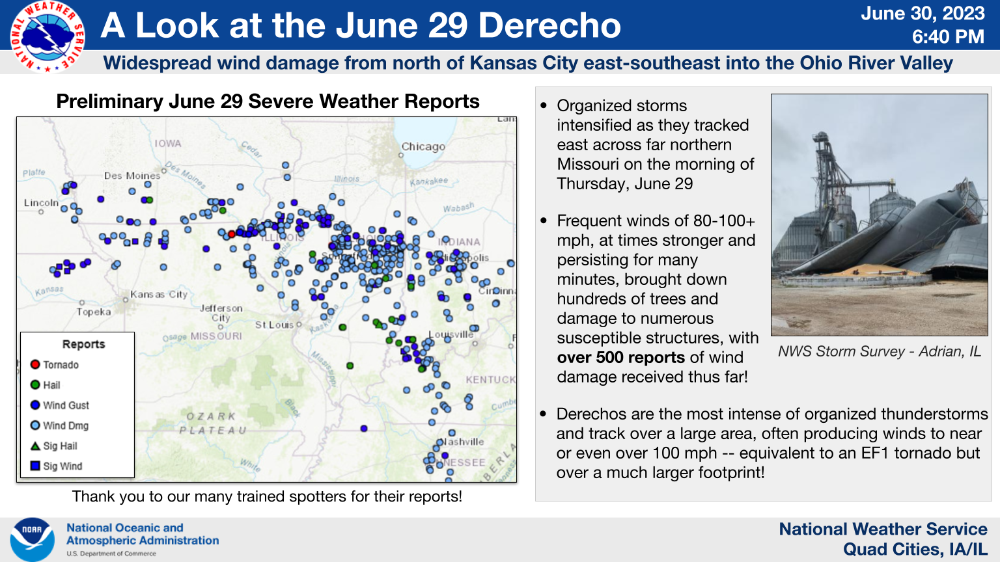 NATIONAL WEATHER SERVICE
A Look at the June 29 Derecho
June 30, 2023
6:40 PM
Widespread wind damage from north of Kansas City east-southeast into the Ohio River Valley
Preliminary June 29 Severe Weather Reports
Lans
IOWA
Cedar
Chicago
Platte
Des Moines
Des Moines
Illinois
Kankakee
Lincoln
Wabash
ILLINOIS
INDIANA
Illinois
Kansas
Kansas City
Cincinna
Topeka
Jefferson
City
St Louis
Kaskaskia
Osage
MISSOURI
Louisville
Mississippi
KENTUCK
Black
Cumbe
OZARK
PLATEAU
Nashville
White
NNESSEE
Reports
Tornado
Hail
Wind Gust
Wind Dmg
Sig Hail
Sig Wind
Thank you to our many trained spotters for their reports!
• Organized storms
intensified as they tracked
east across far northern
Missouri on the morning of
Thursday, June 29
• Frequent winds of 80-100+
mph, at times stronger and
persisting for many
minutes, brought down
hundreds of trees and
damage to numerous
susceptible structures, with
over 500 reports of wind
damage received thus far!
NWS Storm Survey - Adrian, IL
• Derechos are the most intense of organized thunderstorms
and track over a large area, often producing winds to near
or even over 100 mph -- equivalent to an EF1 tornado but
over a much larger footprint!
NOAA
National Oceanic and
Atmospheric Administration
U.S. Department of Commerce
National Weather Service
Quad Cities, IA/IL